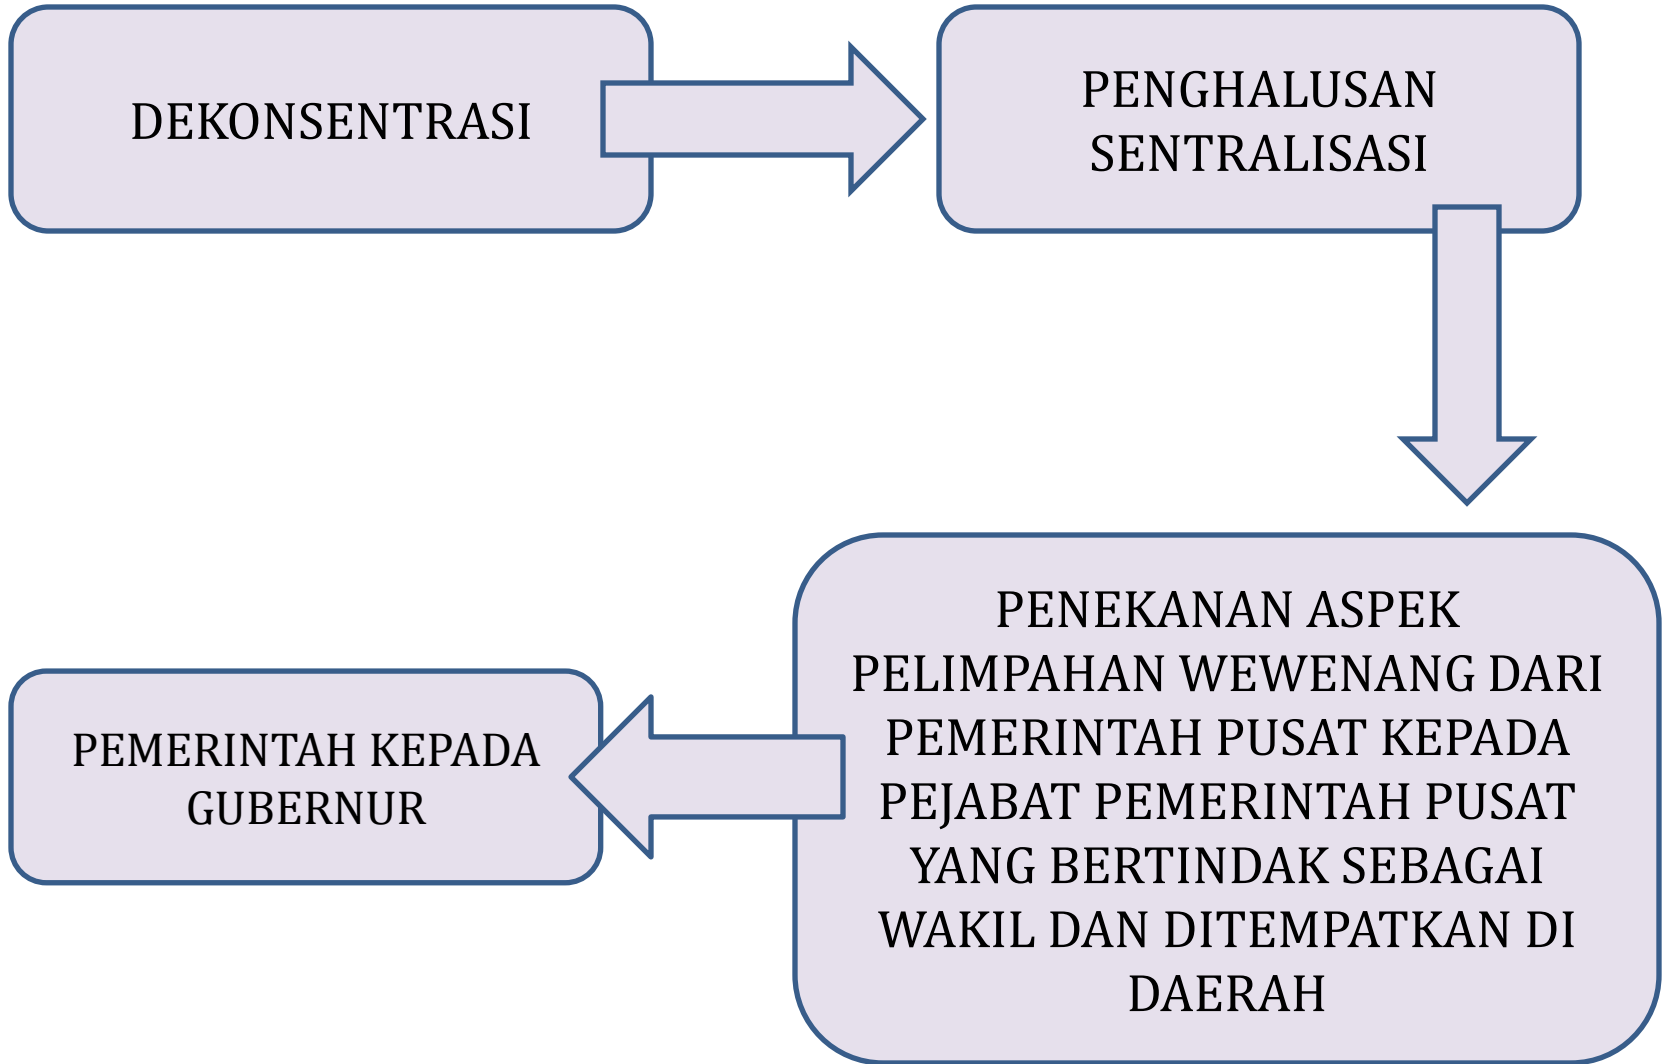 DEKONSENTRASI
PENGHALUSAN
SENTRALISASI
PENEKANAN ASPEK
PELIMPAHAN WEWENANG DARI
PEMERINTAH PUSAT KEPADA
PEJABAT PEMERINTAH PUSAT
YANG BERTINDAK SEBAGAI
WAKIL DAN DITEMPATKAN DI
DAERAH
PEMERINTAH KEPADA
GUBERNUR